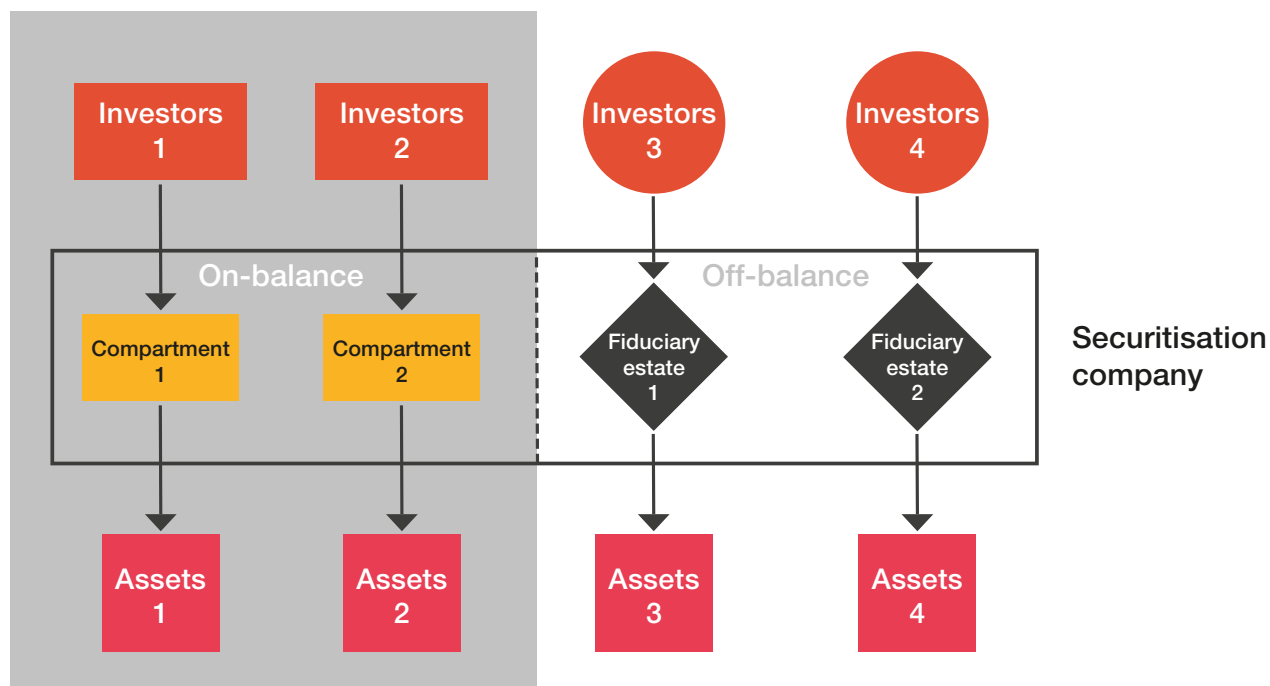 Investors
1
Investors
2
Investors
3
Investors
4
On-balance
Off-balance
Compartment
1
Compartment
2
Fiduciary
estate
1
Fiduciary
estate
2
Securitisation
company
Assets
1
Assets
2
Assets
3
Assets
4